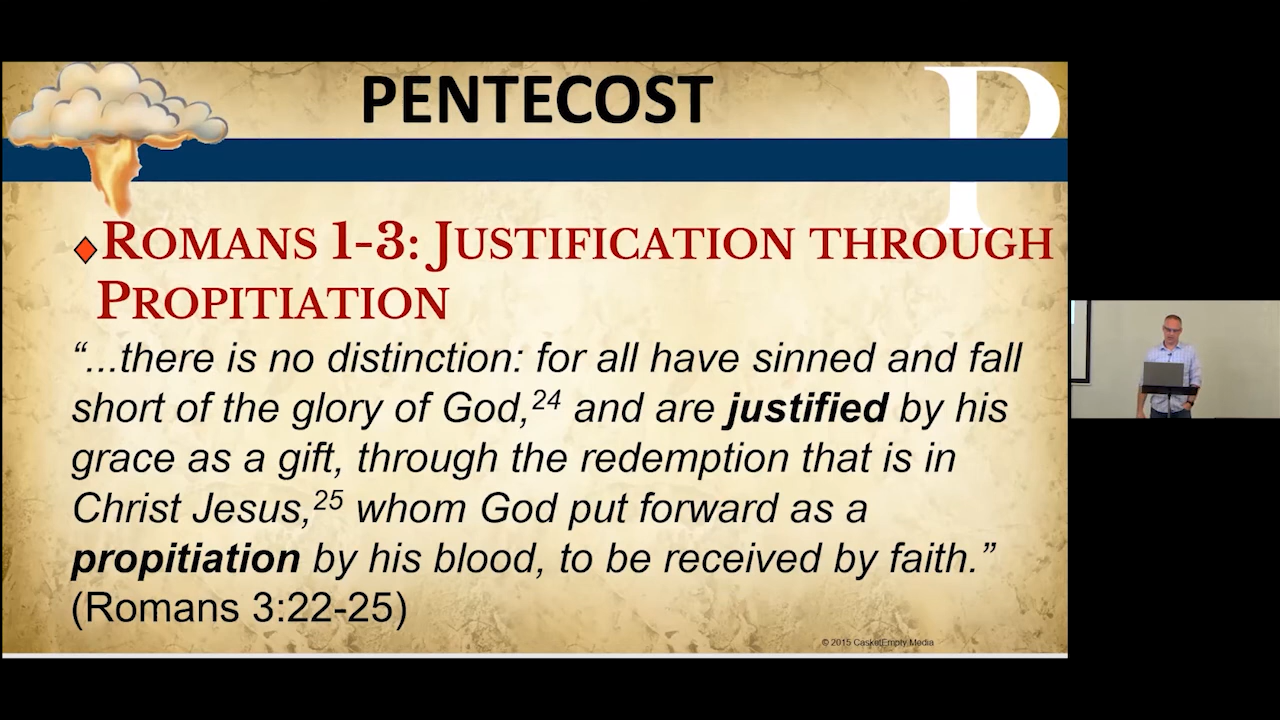 PENTECOST
P
ROMANS 1-3: JUSTIFICATION THROUGH
PROPITIATION
“...there is no distinction: for all have sinned and fall
short of the glory of God,24 and are justified by his
grace as a gift, through the redemption that is in
Christ Jesus,25 whom God put forward as a
propitiation by his blood, to be received by faith.”
(Romans 3:22-25)
© 2015 CasketEmpty Media